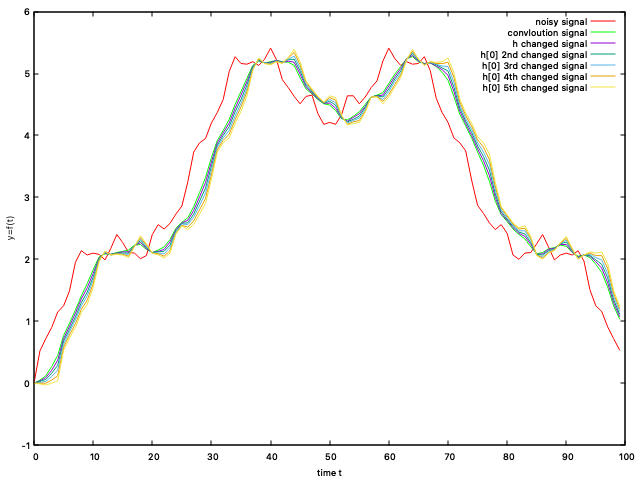 noisy signal
convloution signal
h changed signal
h[0] 2nd changed signal
h[0] 3rd changed signal
h[0] 4th changed signal
h[0] 5th changed signal
6
5
4
3
2
1
0
-1
y=f(t)
0 10 20 30 40 50 60 70 80 90 100
time t